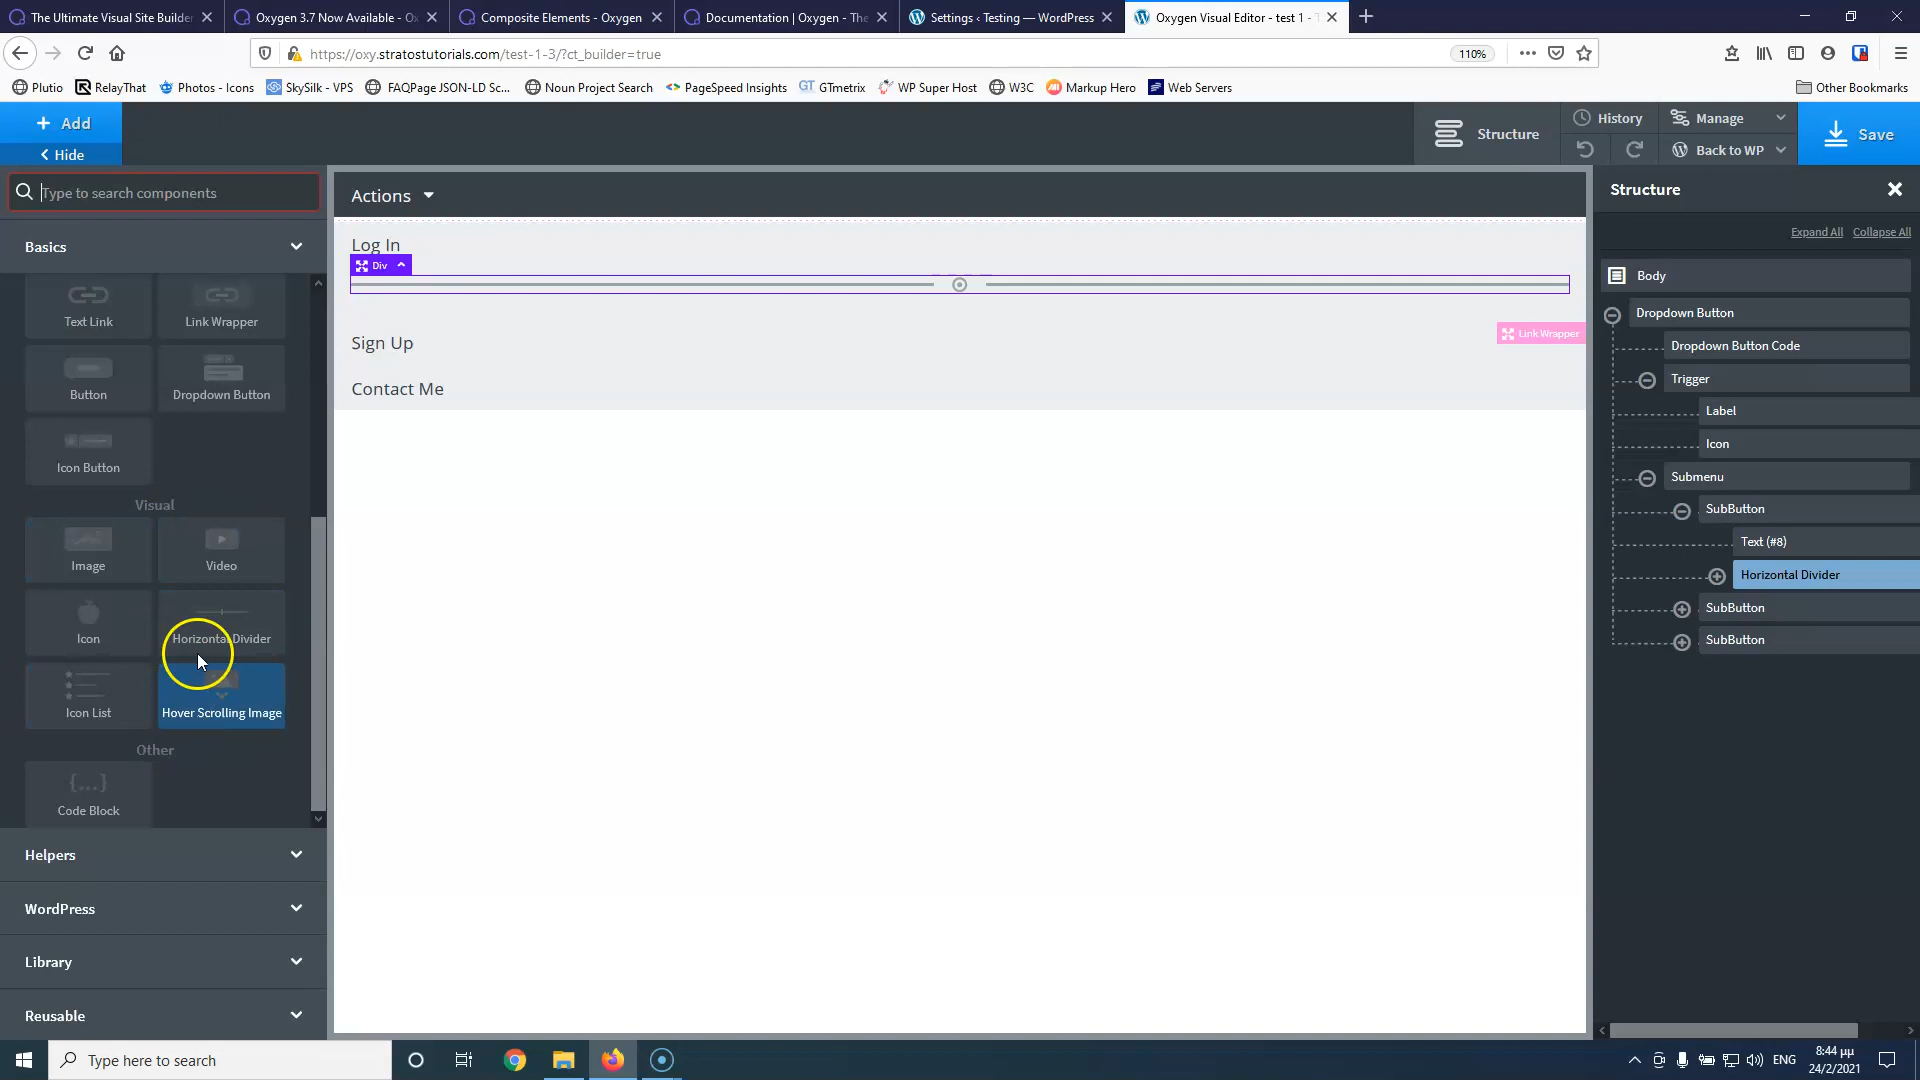 The Ultimate Visual Site Builder
Oxygen 3.7 Now Available - Ox
Composite Elements - Oxygen
Documentation | Oxygen - The
Settings ‹ Testing — WordPress
Oxygen Visual Editor - test 1 -
https://oxy.stratostutorials.com/test-1-3/?ct_builder=true
110%
Plutio
RelayThat
Photos - Icons
SkySilk - VPS
FAQPage JSON-LD Sc...
Noun Project Search
PageSpeed Insights
GTmetrix
WP Super Host
W3C
Markup Hero
Web Servers
Other Bookmarks
+ Add
Hide
Structure
History
Manage
Back to WP
Save
Type to search components
Basics
Text Link
Link Wrapper
Button
Dropdown Button
Icon Button
Visual
Image
Video
Icon
Horizontal Divider
Icon List
Hover Scrolling Image
Other
{...}
Code Block
Helpers
WordPress
Library
Reusable
Actions
Log In
Div
Link Wrapper
Sign Up
Contact Me
Structure
Expand All
Collapse All
Body
Dropdown Button
Dropdown Button Code
Trigger
Label
Icon
Submenu
SubButton
Text (#8)
Horizontal Divider
SubButton
SubButton
Type here to search
ENG
8:44 μμ
24/2/2021